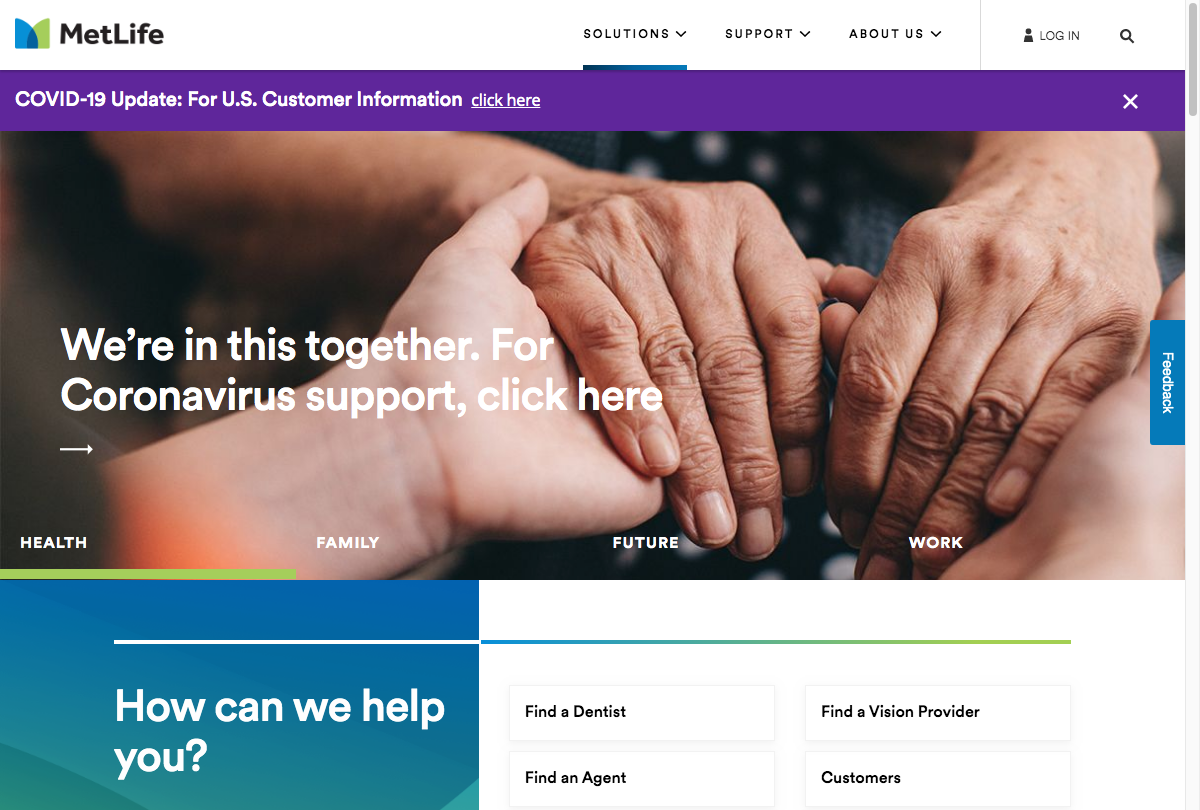 MetLife
SOLUTIONS
SUPPORT
ABOUT US
LOG IN
COVID-19 Update: For U.S. Customer Information click here
We’re in this together. For
Coronavirus support, click here
Feedback
HEALTH
FAMILY
FUTURE
WORK
How can we help
you?
Find a Dentist
Find a Vision Provider
Find an Agent
Customers